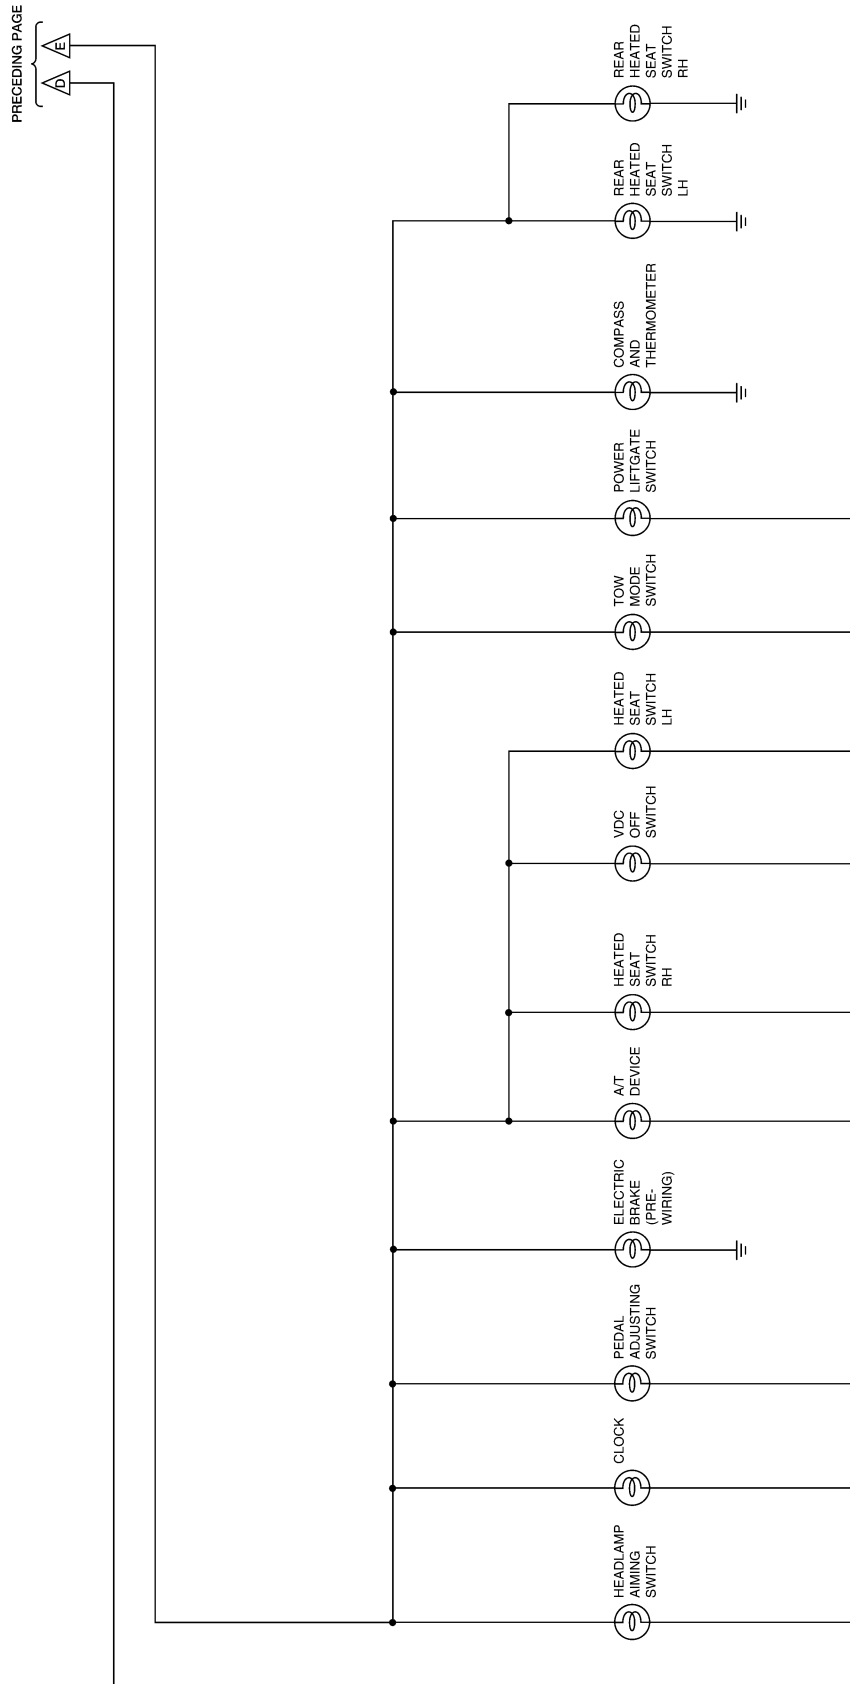 PRECEDING PAGE
E
D
REAR
HEATED
SEAT
SWITCH
RH
REAR
HEATED
SEAT
SWITCH
LH
COMPASS
AND
THERMOMETER
POWER
LIFTGATE
SWITCH
TOW
MODE
SWITCH
HEATED
SEAT
SWITCH
LH
VDC
OFF
SWITCH
HEATED
SEAT
SWITCH
RH
A/T
DEVICE
ELECTRIC
BRAKE
(PRE-
WIRING)
PEDAL
ADJUSTING
SWITCH
CLOCK
HEADLAMP
AIMING
SWITCH